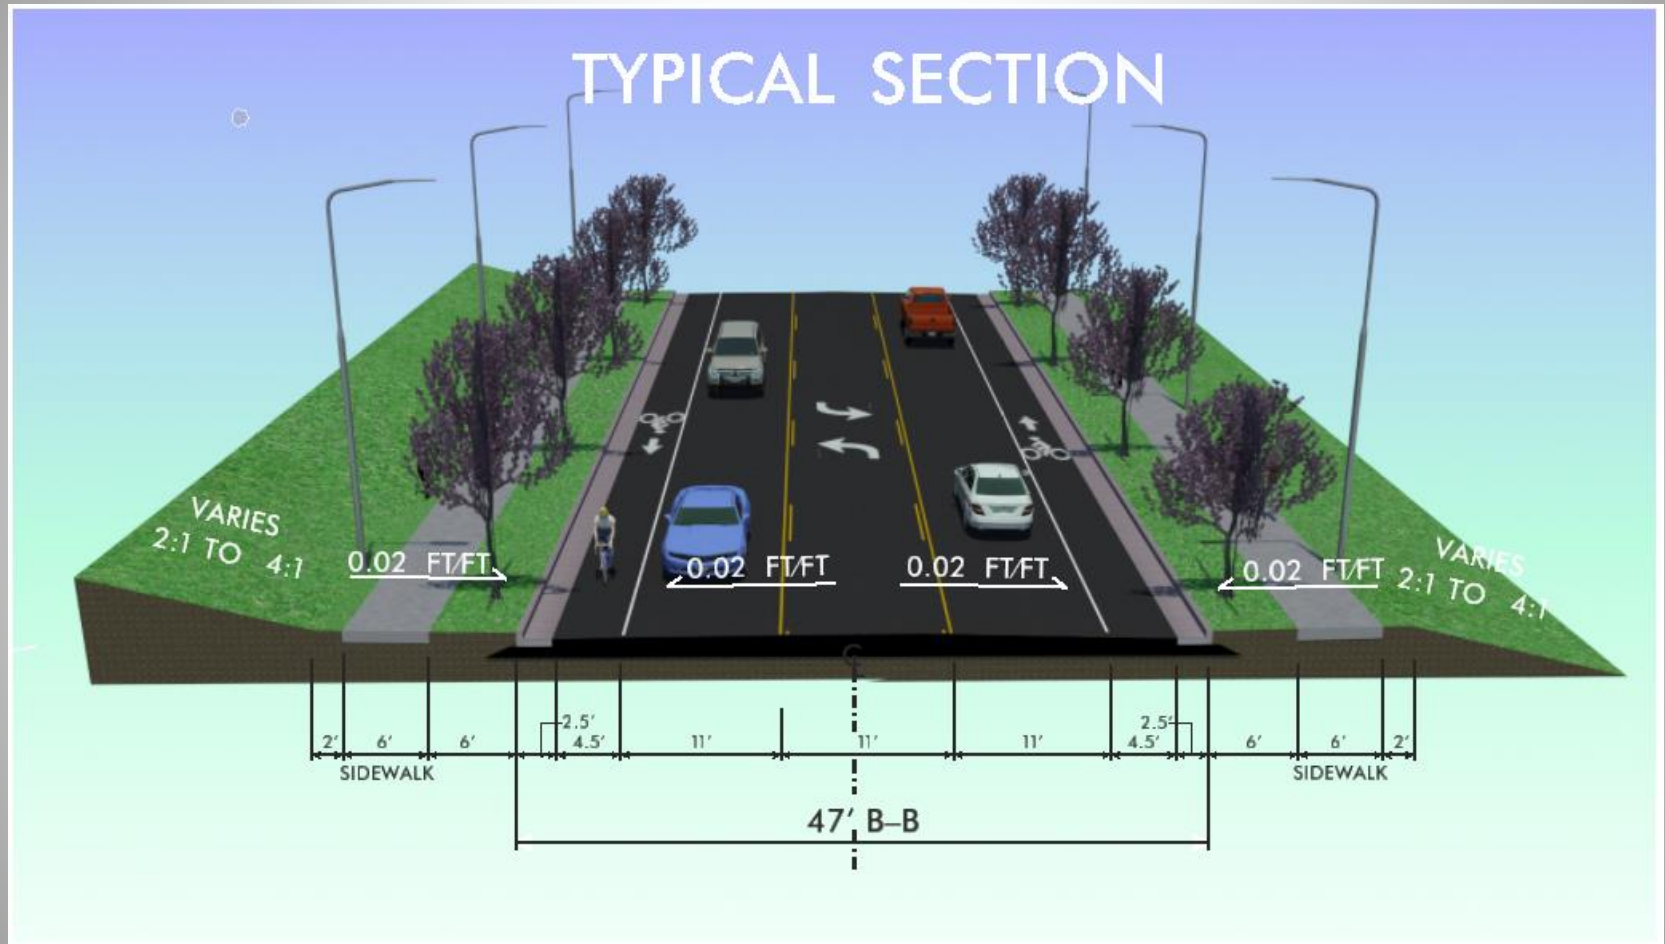 TYPICAL SECTION
VARIES
2:1 TO 4:1
0.02 FT/FT
0.02 FT/FT
0.02 FT/FT
0.02 FT/FT
VARIES
2:1 TO 4:1
2.5'
2.5'
2'
6'
6'
4.5'
11'
11'
11'
4.5'
6'
6'
2'
SIDEWALK
SIDEWALK
47' B–B